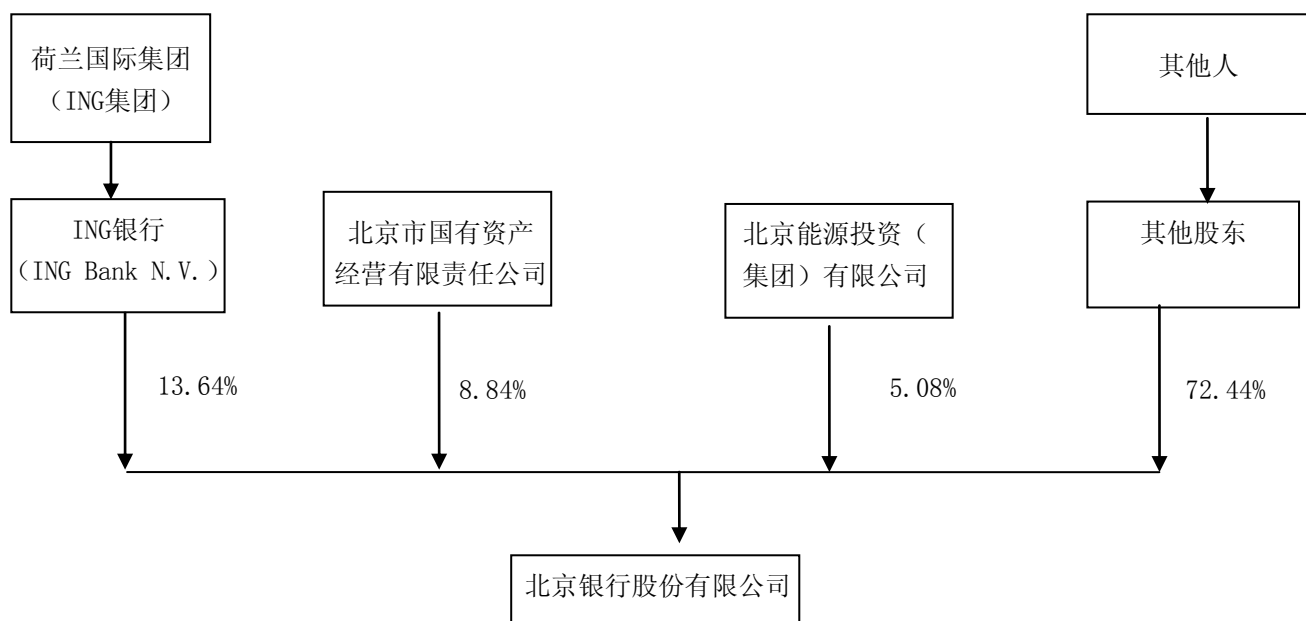 荷兰国际集团
（ING集团）
其他人
ING银行
（ING Bank N.V.）
北京市国有资产
经营有限责任公司
北京能源投资（
集团）有限公司
其他股东
13.64%
8.84%
5.08%
72.44%
北京银行股份有限公司